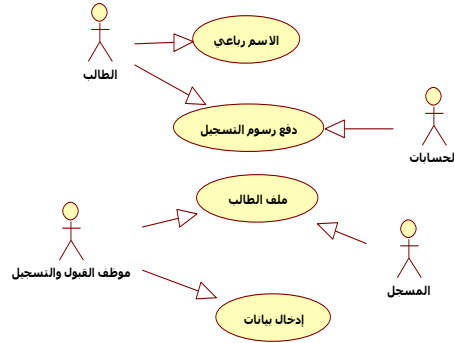 الاسم رباعي
الطالب
دفع رسوم التسجيل
لحسابات
ملف الطالب
موظف القبول والتسجيل
المسجل
إدخال بيانات